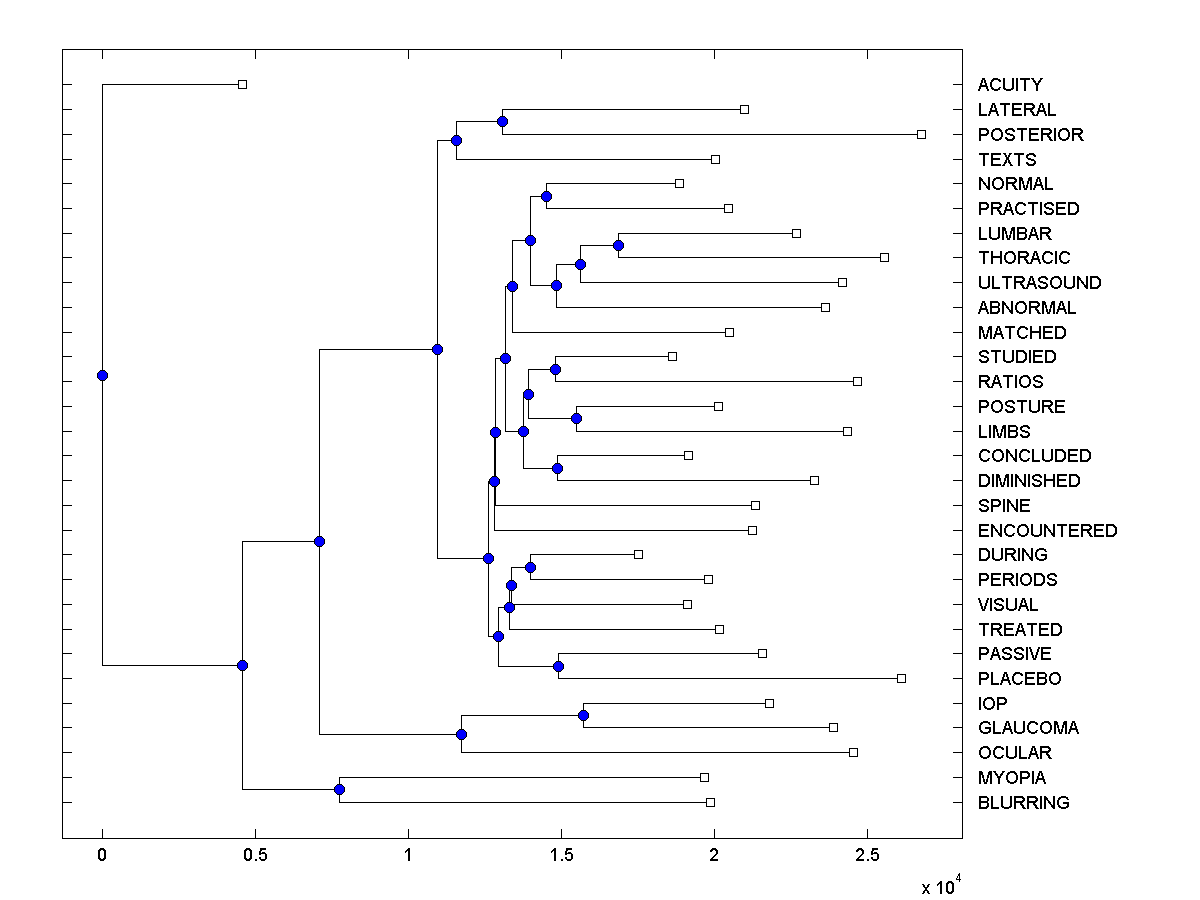 ACUITY
LATERAL
POSTERIOR
TEXTS
NORMAL
PRACTISED
LUMBAR
THORACIC
ULTRASOUND
ABNORMAL
MATCHED
STUDIED
RATIOS
POSTURE
LIMBS
CONCLUDED
DIMINISHED
SPINE
ENCOUNTERED
DURING
PERIODS
VISUAL
TREATED
PASSIVE
PLACEBO
IOP
GLAUCOMA
OCULAR
MYOPIA
BLURRING
0 0.5 1 1.5 2 2.5
x 10^4